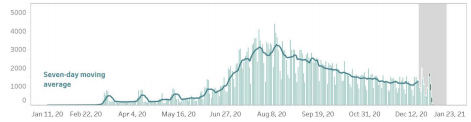 5000
4000
3000
2000
1000
0
Seven-day moving
average
Jan 11, 20 Feb 22, 20 Apr 4, 20 May 16, 20 Jun 27, 20 Aug 8, 20 Sep 19, 20 Oct 31, 20 Dec 12, 20 Jan 23, 21